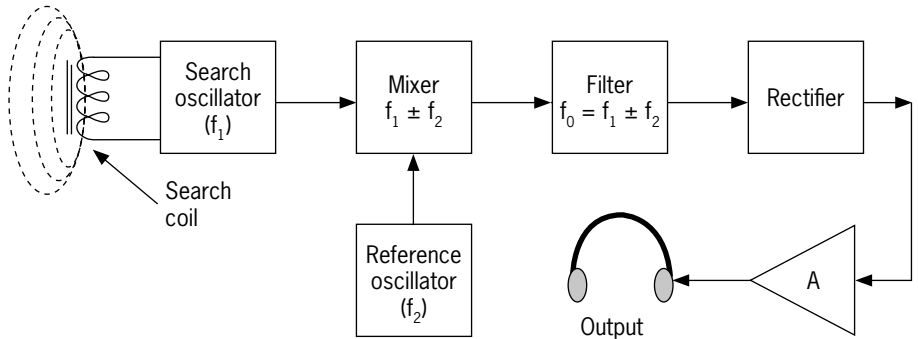 Search
oscillator
(f₁)
Mixer
f₁ ± f₂
Filter
f₀ = f₁ ± f₂
Rectifier
Search
coil
Reference
oscillator
(f₂)
A
Output